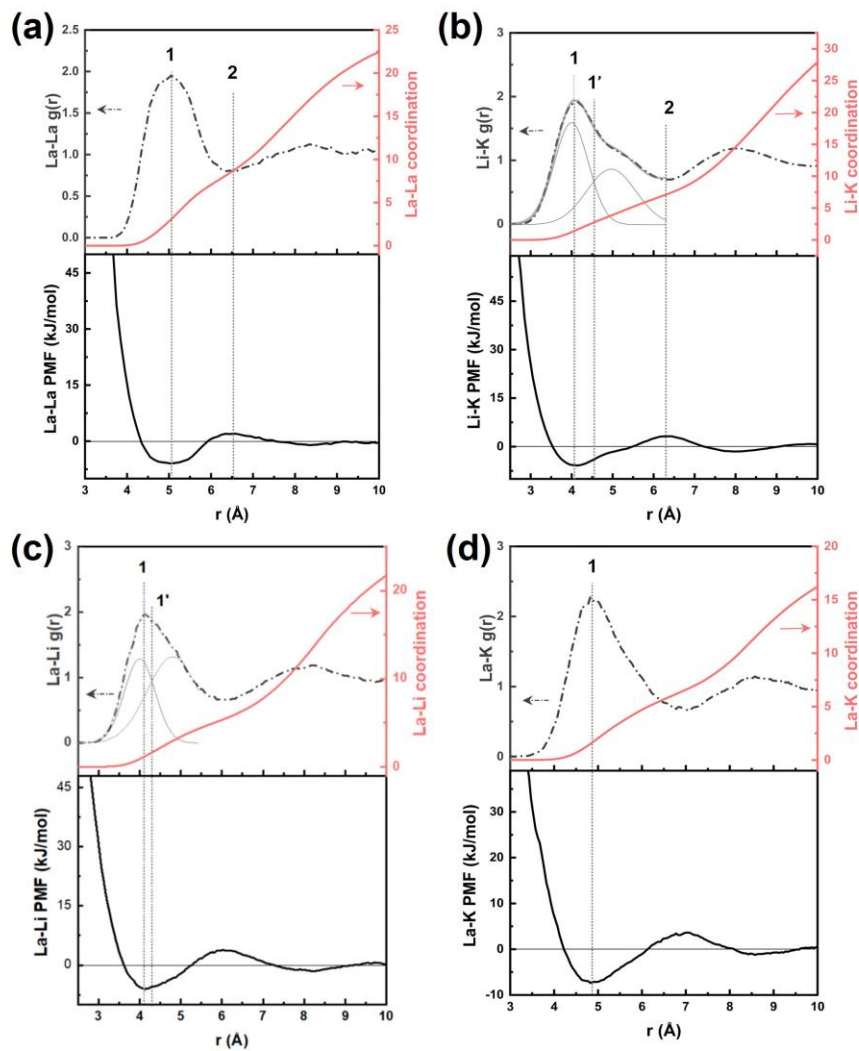 (a)
1
2
La-La g(r)
2.5
2.0
1.5
1.0
0.5
0.0
La-La coordination
25
20
15
10
5
0
La-La PMF (kJ/mol)
45
30
15
0
3 4 5 6 7 8 9 10
r (Å)
(b)
1
1'
2
Li-K g(r)
3
2
1
0
Li-K coordination
30
25
20
15
10
5
0
Li-K PMF (kJ/mol)
45
30
15
0
3 4 5 6 7 8 9 10
r (Å)
(c)
1
1'
La-Li g(r)
3
2
1
0
La-Li coordination
20
15
10
5
0
La-Li PMF (kJ/mol)
45
30
15
0
3 4 5 6 7 8 9 10
r (Å)
(d)
1
La-K g(r)
3
2
1
0
La-K coordination
20
15
10
5
0
La-K PMF (kJ/mol)
30
20
10
0
-10
3 4 5 6 7 8 9 10
r (Å)